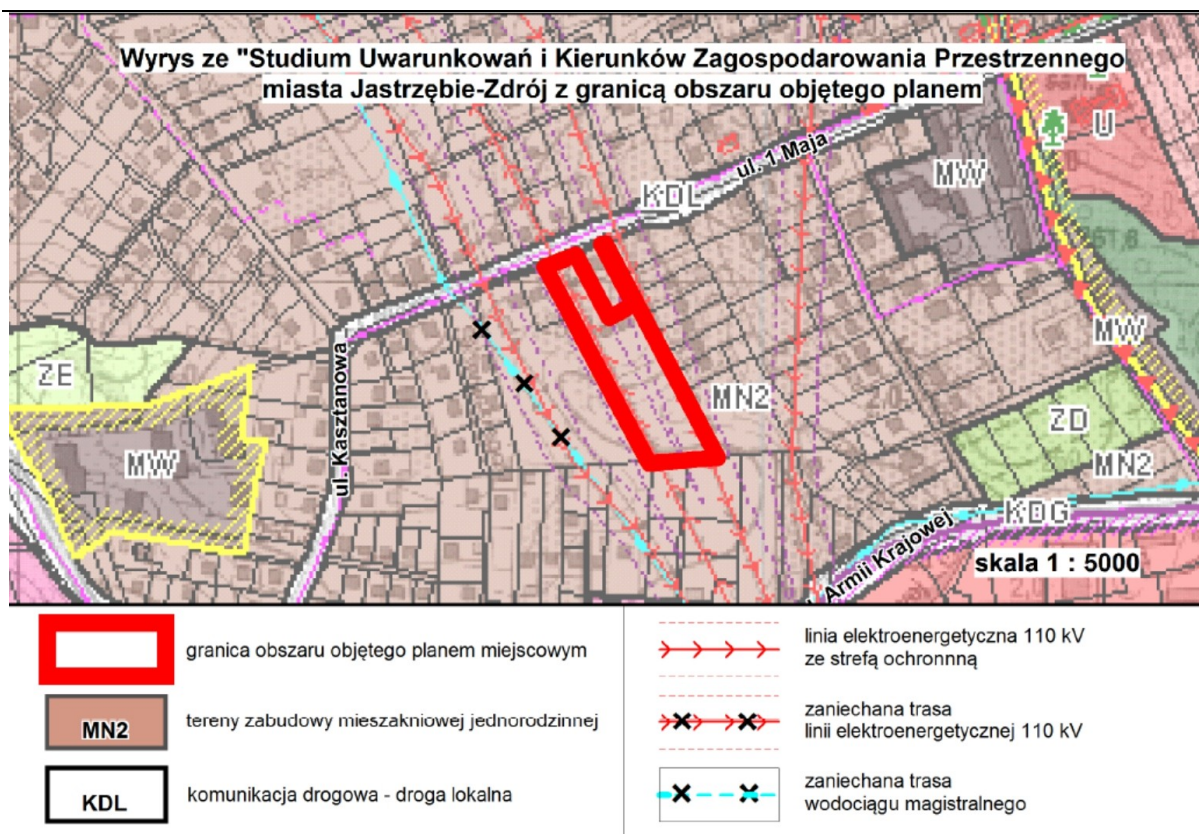 Wyrys ze "Studium Uwarunkowań i Kierunków Zagospodarowania Przestrzennego
miasta Jastrzębie-Zdrój z granicą obszaru objętego planem
U
ul. 1 Maja
MW
KDL
MW
ZE
ul. Kasztanowa
MN2
ZD
MW
MN2
KDG
Armii Krajowej
skala 1 : 5000
granica obszaru objętego planem miejscowym
MN2
tereny zabudowy mieszakniowej jednorodzinnej
KDL
komunikacja drogowa - droga lokalna
linia elektroenergetyczna 110 kV
ze strefą ochronnną
zaniechana trasa
linii elektroenergetycznej 110 kV
zaniechana trasa
wodociągu magistralnego